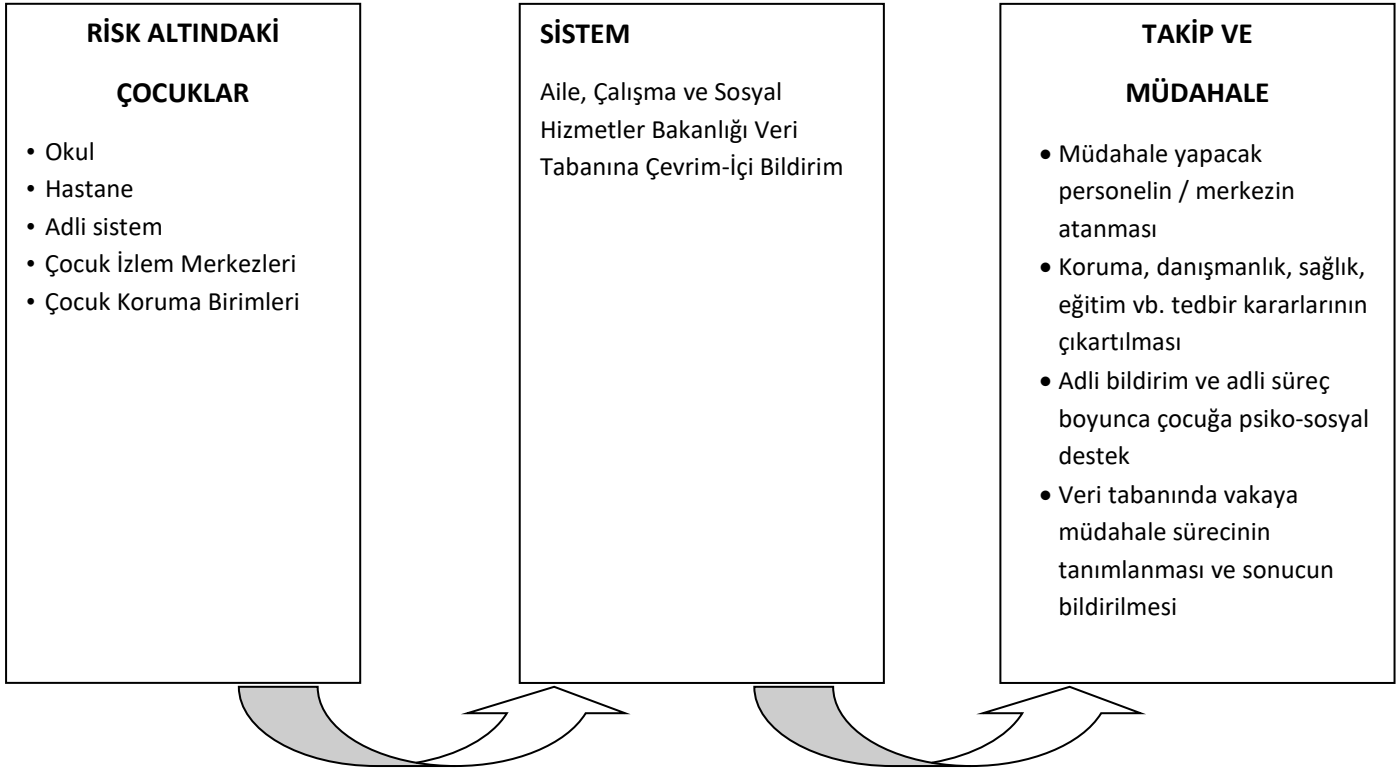 RİSK ALTINDAKİ
ÇOCUKLAR
• Okul
• Hastane
• Adli sistem
• Çocuk İzlem Merkezleri
• Çocuk Koruma Birimleri
SİSTEM
Aile, Çalışma ve Sosyal
Hizmetler Bakanlığı Veri
Tabanına Çevrim-İçi Bildirim
TAKİP VE
MÜDAHALE
• Müdahale yapacak
personelin / merkezin
atanması
• Koruma, danışmanlık, sağlık,
eğitim vb. tedbir kararlarının
çıkartılması
• Adli bildirim ve adli süreç
boyunca çocuğa psiko-sosyal
destek
• Veri tabanında vakaya
müdahale sürecinin
tanımlanması ve sonucun
bildirilmesi